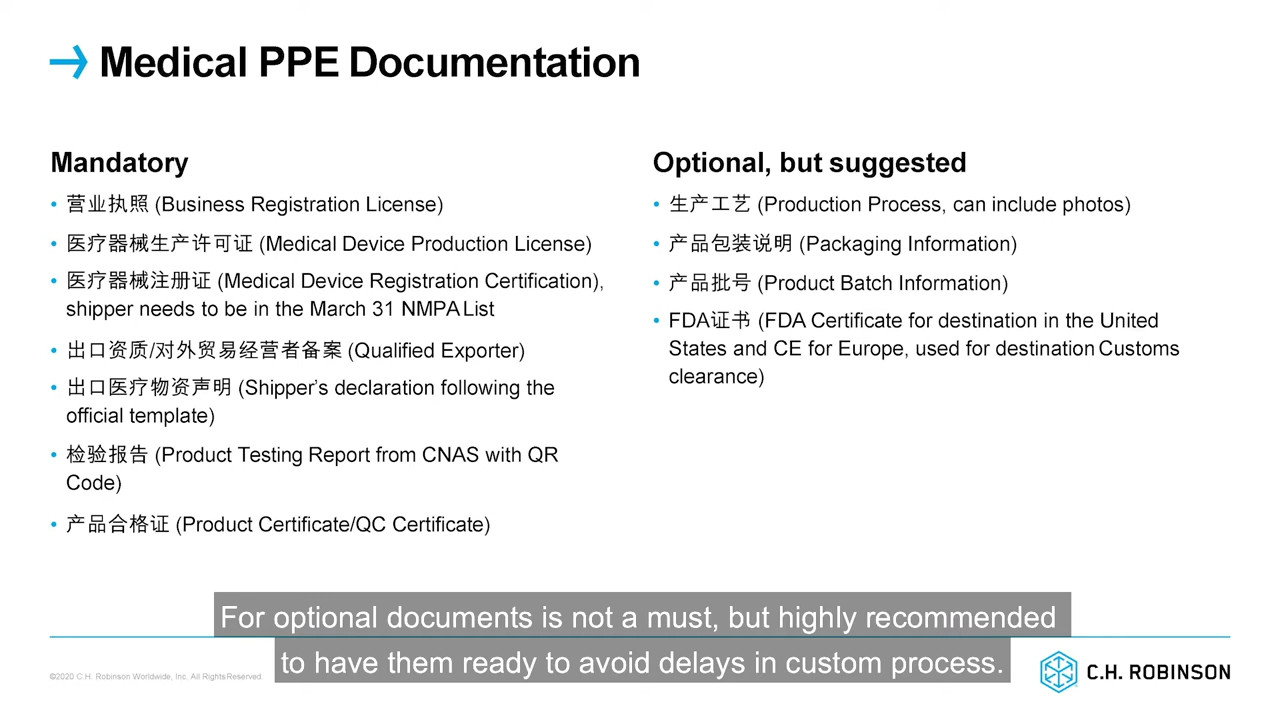 Medical PPE Documentation
Mandatory
• 营业执照 (Business Registration License)
• 医疗器械生产许可证 (Medical Device Production License)
• 医疗器械注册证 (Medical Device Registration Certification),
shipper needs to be in the March 31 NMPA List
• 出口资质/对外贸易经营者备案 (Qualified Exporter)
• 出口医疗物资声明 (Shipper’s declaration following the
official template)
• 检验报告 (Product Testing Report from CNAS with QR
Code)
• 产品合格证 (Product Certificate/QC Certificate)
Optional, but suggested
• 生产工艺 (Production Process, can include photos)
• 产品包装说明 (Packaging Information)
• 产品批号 (Product Batch Information)
• FDA证书 (FDA Certificate for destination in the United
States and CE for Europe, used for destination Customs
clearance)
For optional documents is not a must, but highly recommended
to have them ready to avoid delays in custom process.
©2020 C.H. Robinson Worldwide, Inc. All Rights Reserved.
C.H. ROBINSON